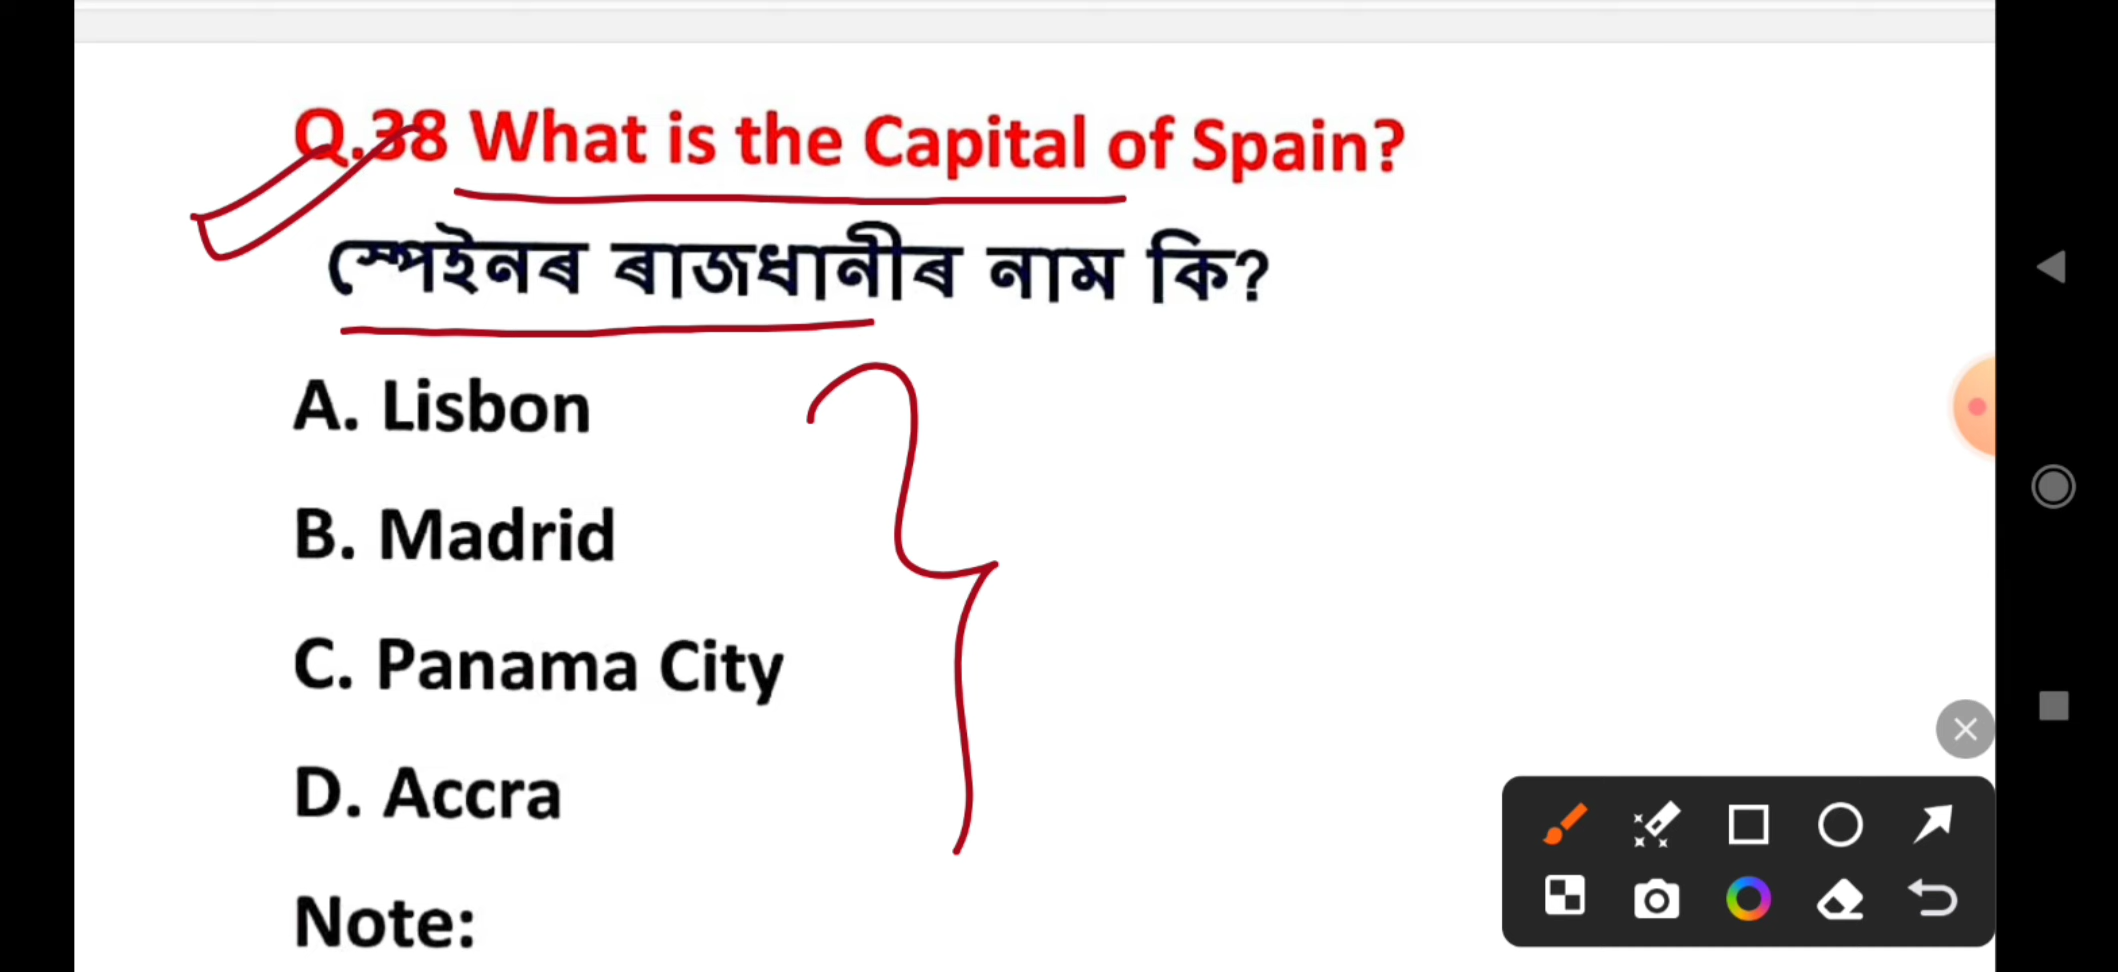 Q.38 What is the Capital of Spain?
স্পেইনৰ ৰাজধানীৰ নাম কি?
A. Lisbon
B. Madrid
C. Panama City
D. Accra
Note: